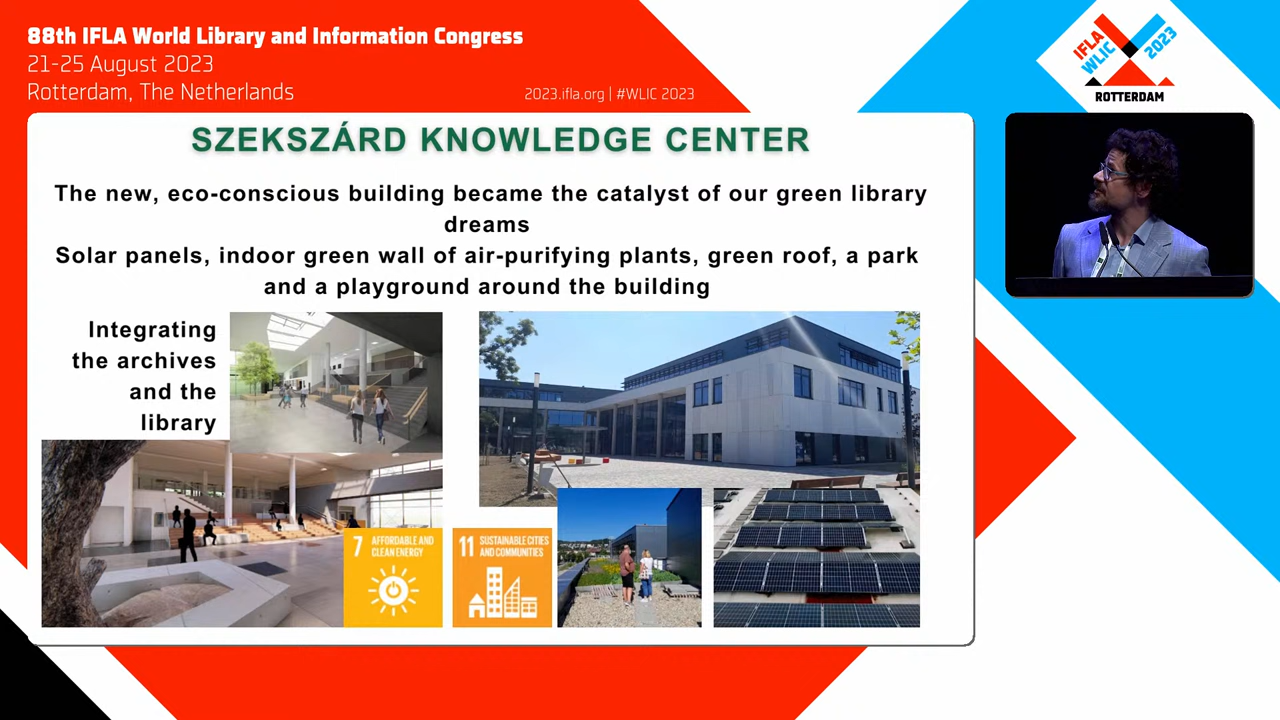 88th IFLA World Library and Information Congress
21-25 August 2023
Rotterdam, The Netherlands
2023.ifla.org | #WLIC 2023
IFLA
WLIC
2023
ROTTERDAM
SZEKSZÁRD KNOWLEDGE CENTER
The new, eco-conscious building became the catalyst of our green library
dreams
Solar panels, indoor green wall of air-purifying plants, green roof, a park
and a playground around the building
Integrating
the archives
and the
library
7 AFFORDABLE AND
CLEAN ENERGY
11 SUSTAINABLE CITIES
AND COMMUNITIES